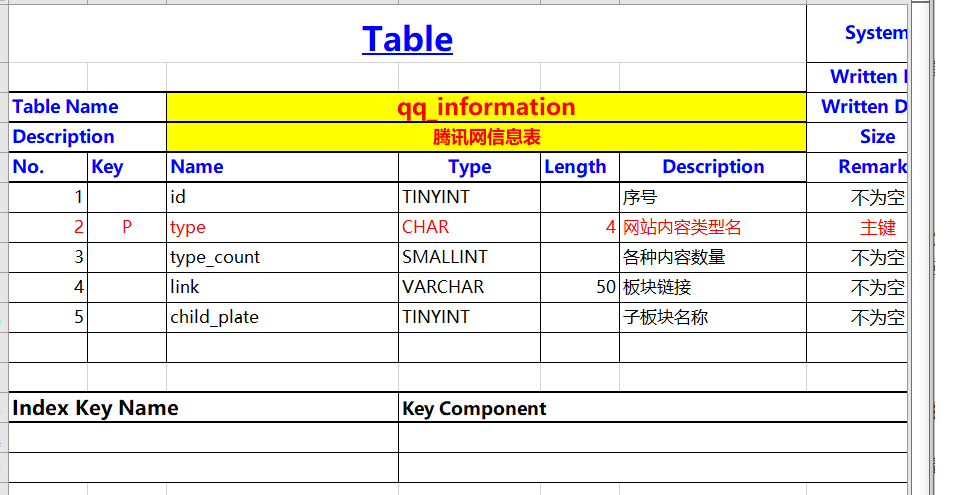 Table
System
Written
Table Name qq_information Written D
Description 腾讯网信息表 Size
No. Key Name Type Length Description Remark
1 id TINYINT 序号 不为空
2 P type CHAR 4 网站内容类型名 主键
3 type_count SMALLINT 各种内容数量 不为空
4 link VARCHAR 50 板块链接 不为空
5 child_plate TINYINT 子板块名称 不为空
Index Key Name Key Component